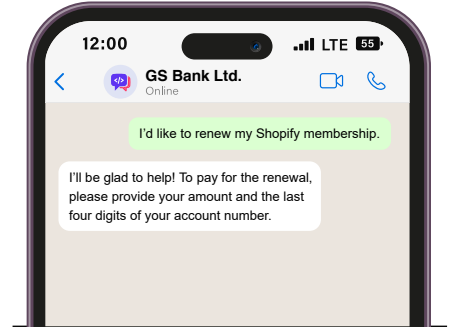 12:00
LTE 55
GS Bank Ltd.
Online
I'd like to renew my Shopify membership.
I'll be glad to help! To pay for the renewal,
please provide your amount and the last
four digits of your account number.